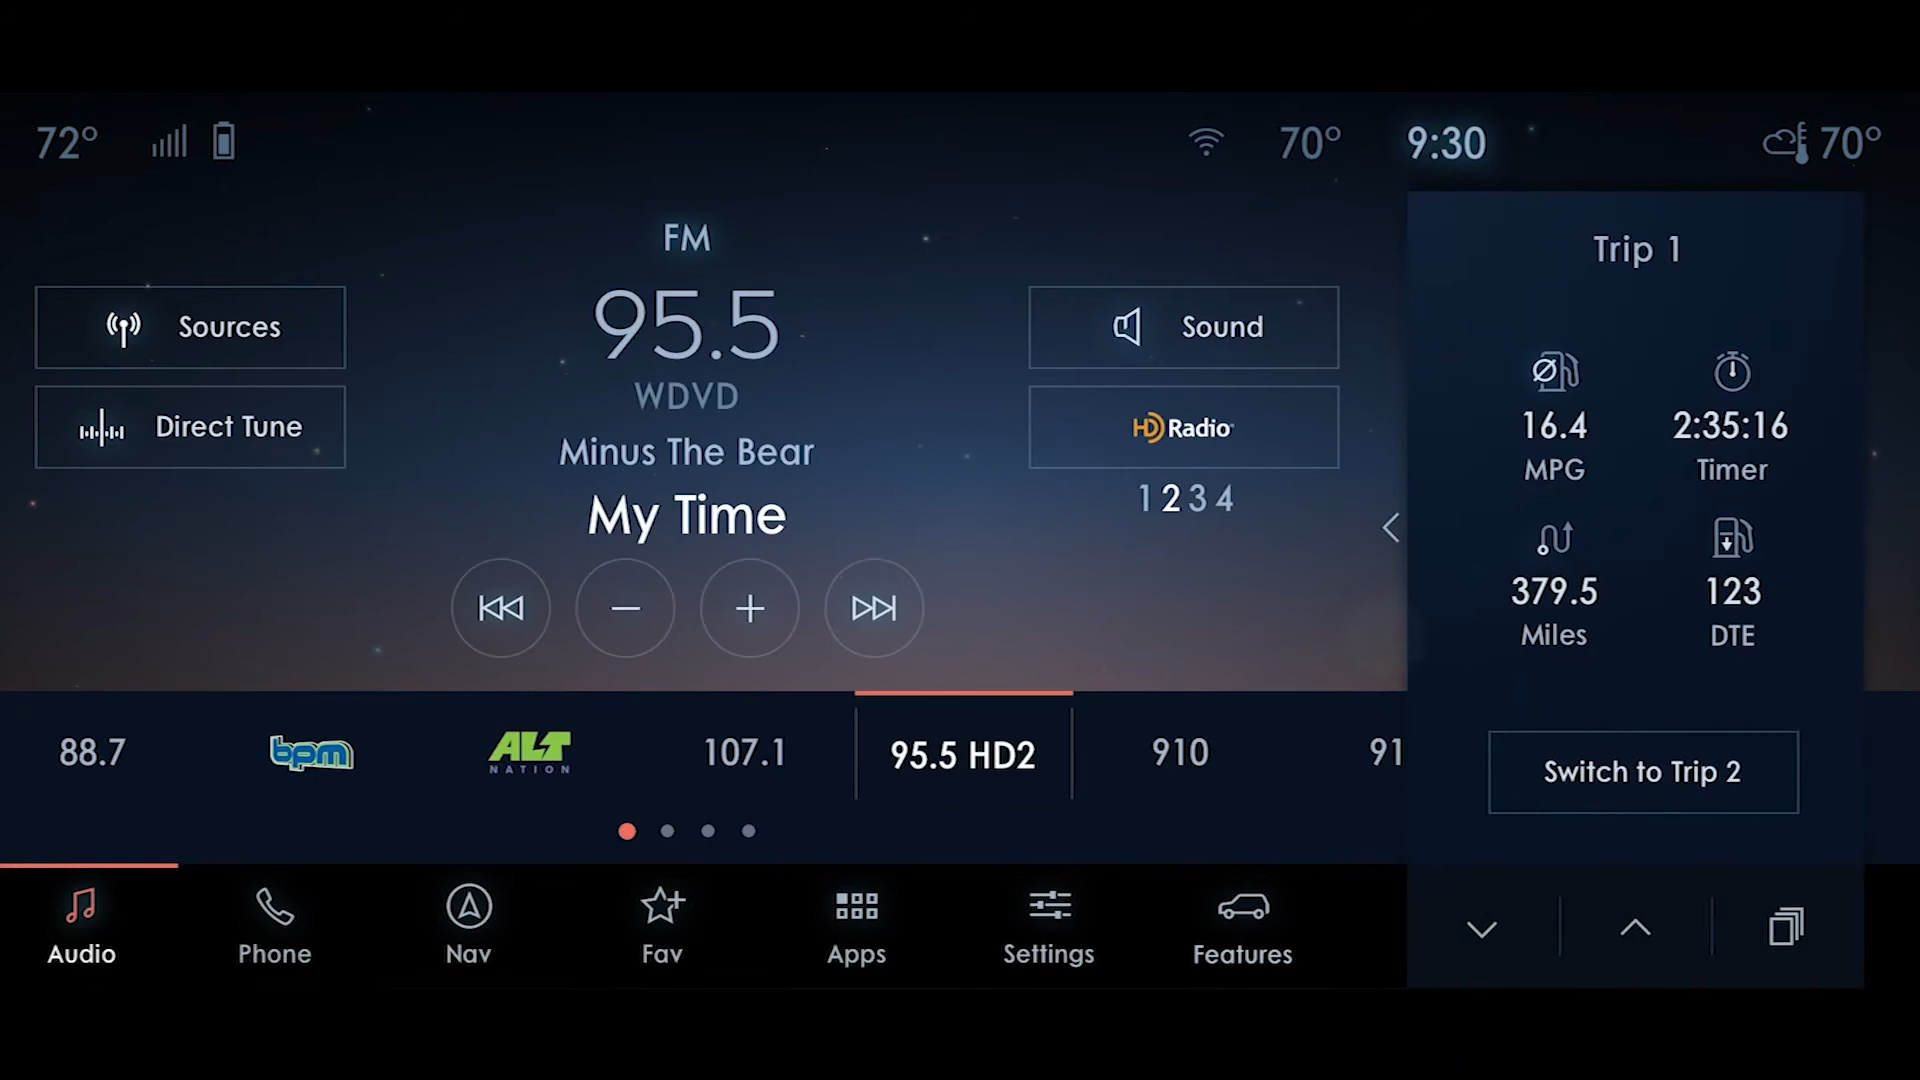 72°
70°
9:30
70°
FM
95.5
WDVD
Minus The Bear
My Time
Sources
Direct Tune
Sound
HD Radio
1 2 3 4
Trip 1
16.4
MPG
2:35:16
Timer
379.5
Miles
123
DTE
Switch to Trip 2
88.7
bpm
ALT
NATION
107.1
95.5 HD2
910
91
Audio
Phone
Nav
Fav
Apps
Settings
Features